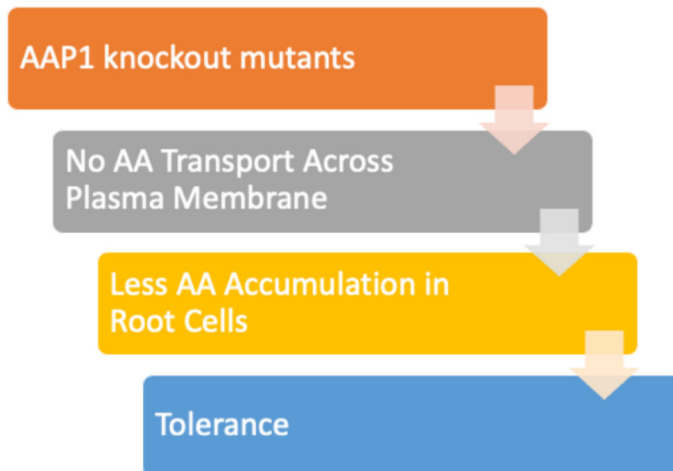 AAP1 knockout mutants
No AA Transport Across
Plasma Membrane
Less AA Accumulation in
Root Cells
Tolerance